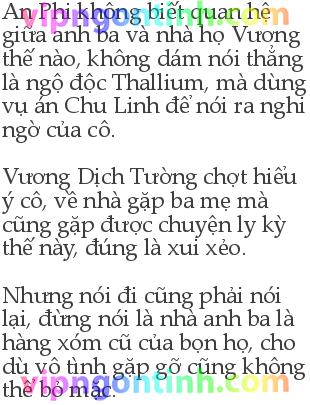 An Phi không biết quan hệ
giữa anh ba và nhà họ Vương
thế nào, không dám nói thẳng
là ngộ độc Thallium, mà dùng
vụ án Chu Linh để nói ra nghi
ngờ của cô.
Vương Dịch Tường chợt hiểu
ý cô, về nhà gặp ba mẹ mà
cũng gặp được chuyện ly kỳ
thế này, đúng là xui xẻo.
Nhưng nói đi cũng phải nói
lại, đừng nói là nhà anh ba là
hàng xóm cũ của bọn họ, cho
dù vô tình gặp gỡ cũng không
thể bỏ mặc.
vipngontinh.com
vipngontinh.com
vipngontinh.com